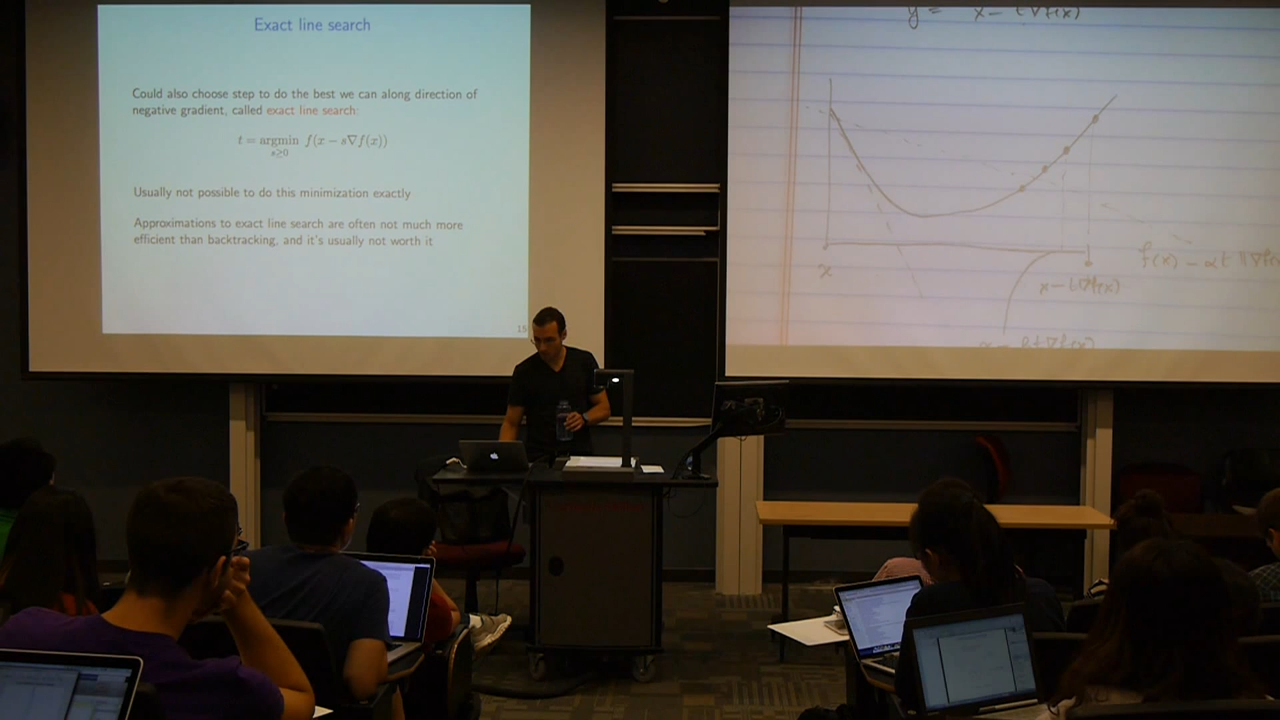 Exact line search
Could also choose step to do the best we can along direction of
negative gradient, called exact line search:
t = argmin f(x − s∇f(x))
s≥0
Usually not possible to do this minimization exactly
Approximations to exact line search are often not much more
efficient than backtracking, and it's usually not worth it
15
y = x − t∇f(x)
x
x − t∇f(x)
f(x) − αt ||∇f(